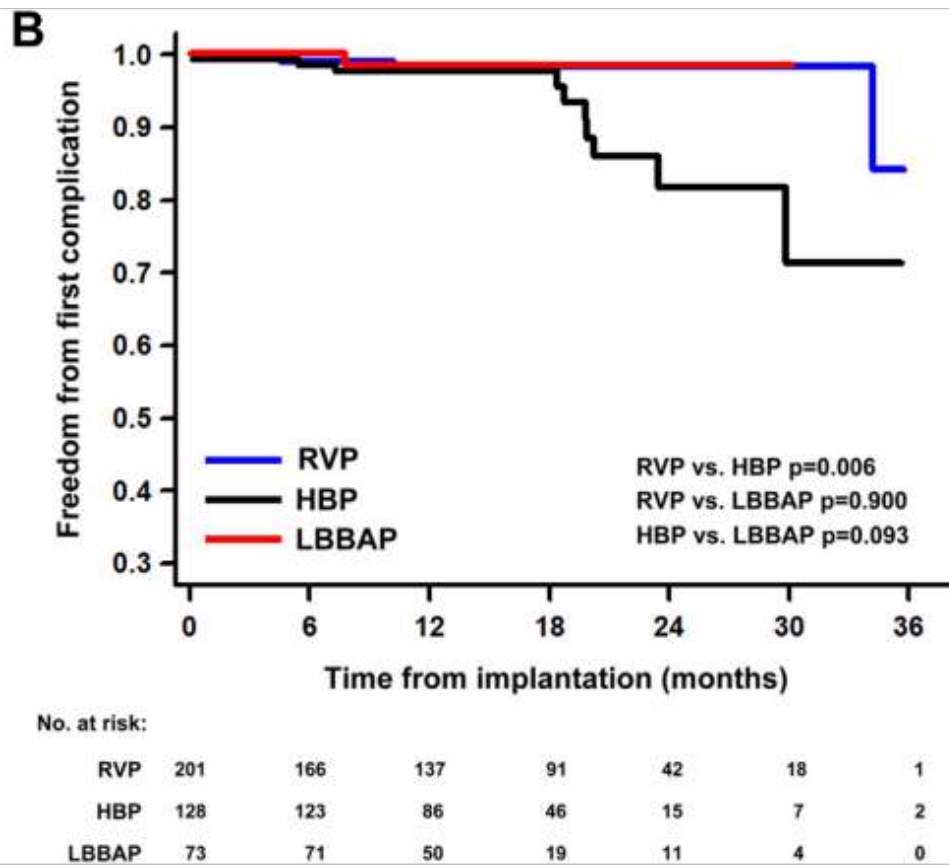 B
Freedom from first complication
1.0
0.9
0.8
0.7
0.6
0.5
0.4
0.3
RVP
HBP
LBBAP
RVP vs. HBP p=0.006
RVP vs. LBBAP p=0.900
HBP vs. LBBAP p=0.093
0 6 12 18 24 30 36
Time from implantation (months)
No. at risk:
RVP 201 166 137 91 42 18 1
HBP 128 123 86 46 15 7 2
LBBAP 73 71 50 19 11 4 0